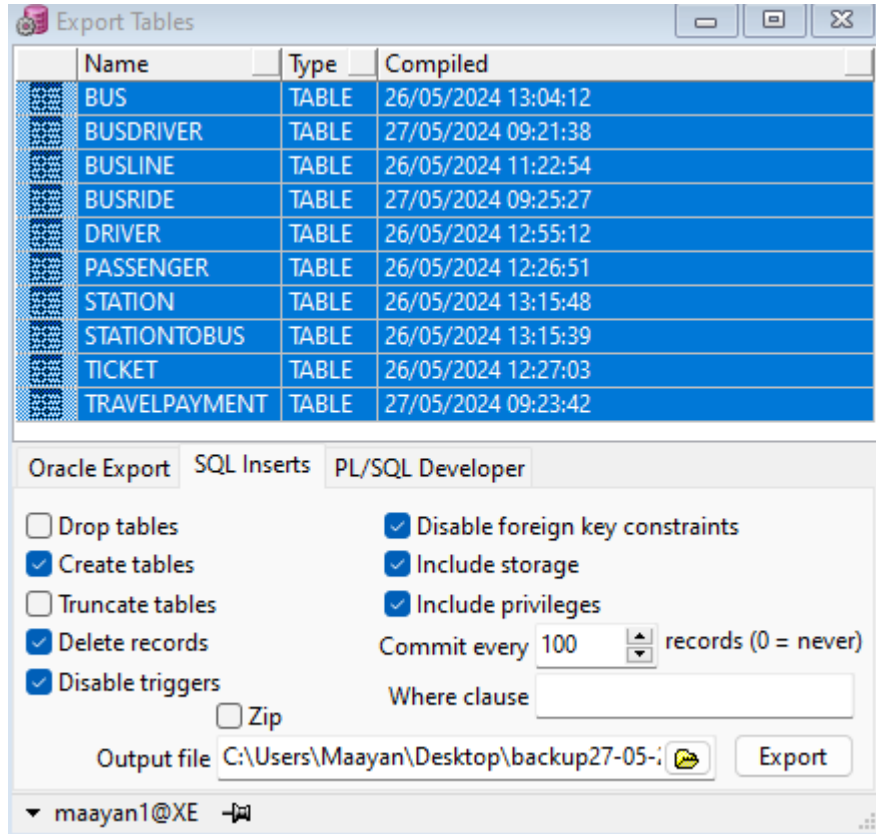 Export Tables
Name Type Compiled
BUS TABLE 26/05/2024 13:04:12
BUSDRIVER TABLE 27/05/2024 09:21:38
BUSLINE TABLE 26/05/2024 11:22:54
BUSRIDE TABLE 27/05/2024 09:25:27
DRIVER TABLE 26/05/2024 12:55:12
PASSENGER TABLE 26/05/2024 12:26:51
STATION TABLE 26/05/2024 13:15:48
STATIONTOBUS TABLE 26/05/2024 13:15:39
TICKET TABLE 26/05/2024 12:27:03
TRAVELPAYMENT TABLE 27/05/2024 09:23:42
Oracle Export SQL Inserts PL/SQL Developer
Drop tables Disable foreign key constraints
Create tables Include storage
Truncate tables Include privileges
Delete records Commit every 100 records (0 = never)
Disable triggers Where clause
Zip
Output file C:\Users\Maayan\Desktop\backup27-05- Export
maayan1@XE